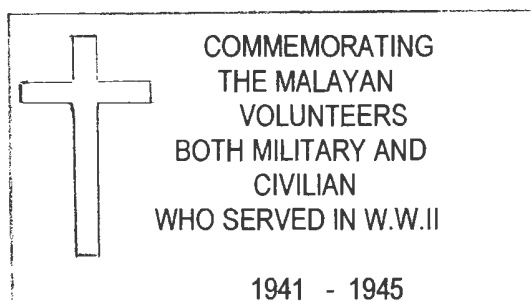 COMMEMORATING
THE MALAYAN
VOLUNTEERS
BOTH MILITARY AND
CIVILIAN
WHO SERVED IN W.W.II
1941 - 1945